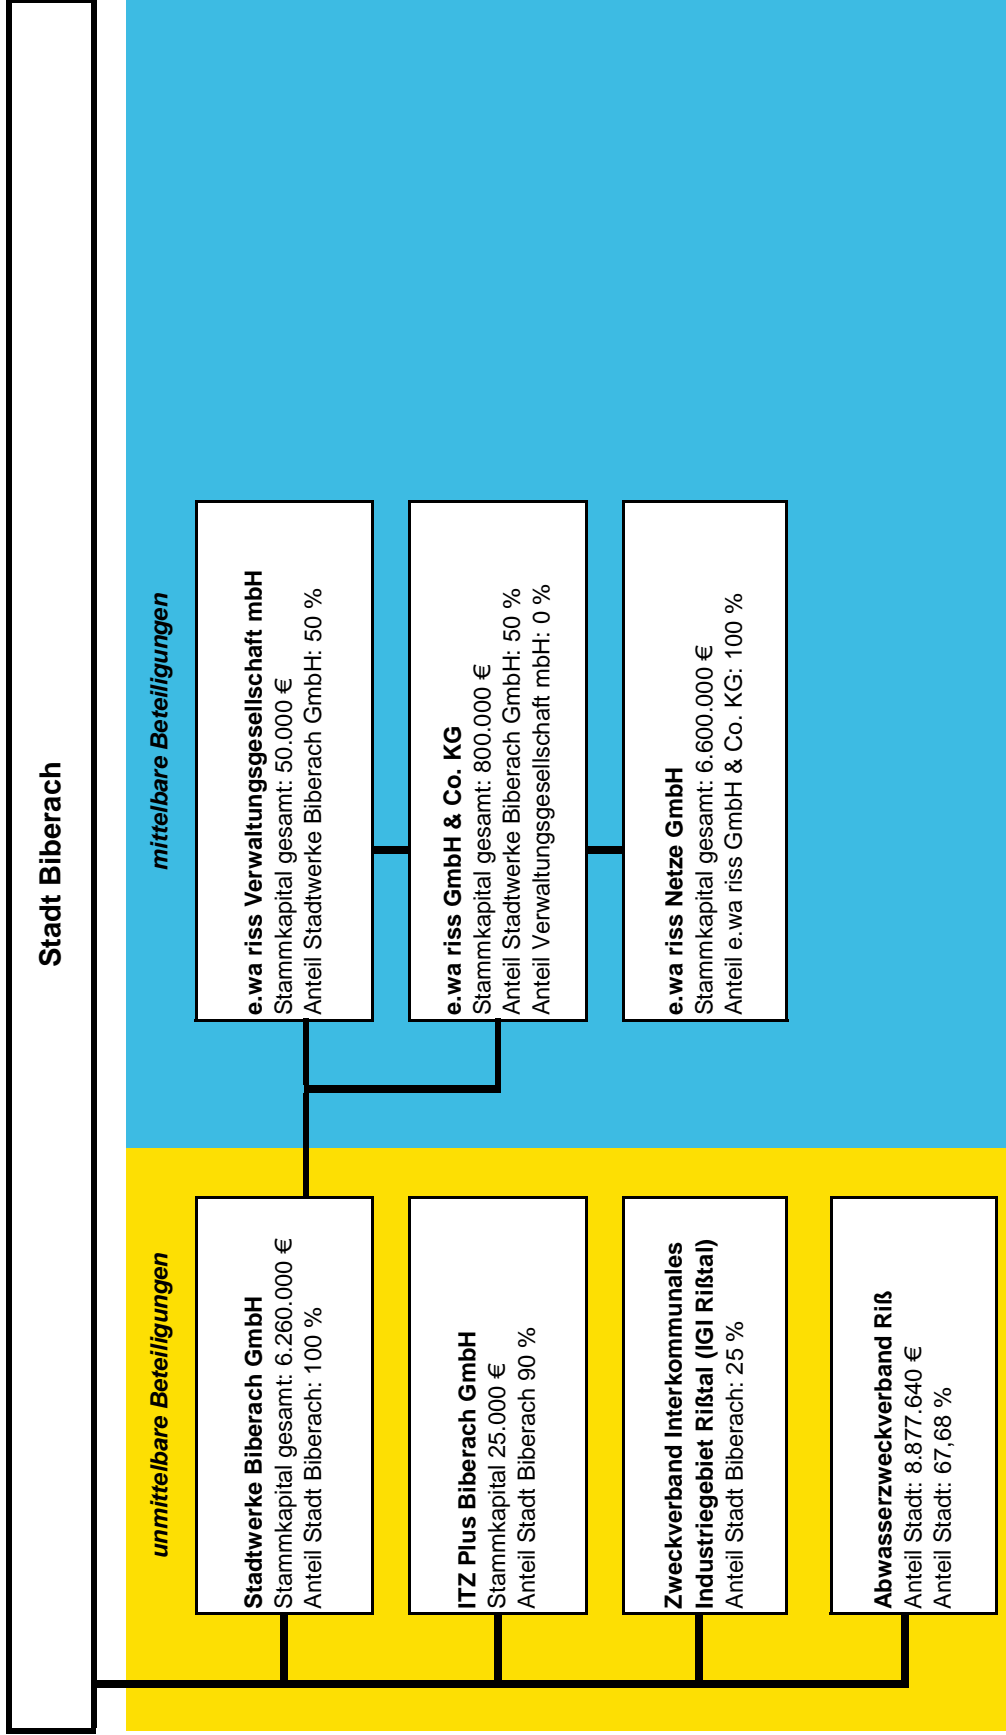 Stadt Biberach
unmittelbare Beteiligungen
mittelbare Beteiligungen
Stadtwerke Biberach GmbH
Stammkapital gesamt: 6.260.000 €
Anteil Stadt Biberach: 100 %
e.wa riss Verwaltungsgesellschaft mbH
Stammkapital gesamt: 50.000 €
Anteil Stadtwerke Biberach GmbH: 50 %
ITZ Plus Biberach GmbH
Stammkapital 25.000 €
Anteil Stadt Biberach 90 %
e.wa riss GmbH & Co. KG
Stammkapital gesamt: 800.000 €
Anteil Stadtwerke Biberach GmbH: 50 %
Anteil Verwaltungsgesellschaft mbH: 0 %
Zweckverband Interkommunales
Industriegebiet Rißtal (IGI Rißtal)
Anteil Stadt Biberach: 25 %
e.wa riss Netze GmbH
Stammkapital gesamt: 6.600.000 €
Anteil e.wa riss GmbH & Co. KG: 100 %
Abwasserzweckverband Riß
Anteil Stadt: 8.877.640 €
Anteil Stadt: 67,68 %